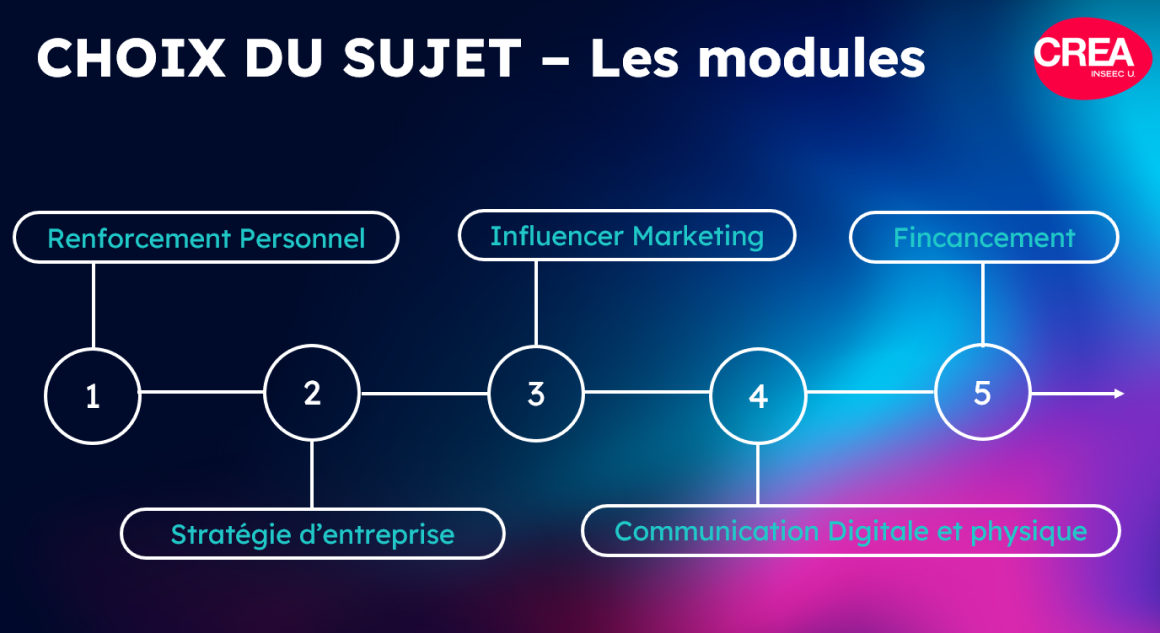 CHOIX DU SUJET – Les modules
CREA
INSEEC U.
Renforcement Personnel
Influencer Marketing
Fincancement
1
2
3
4
5
Stratégie d'entreprise
Communication Digitale et physique